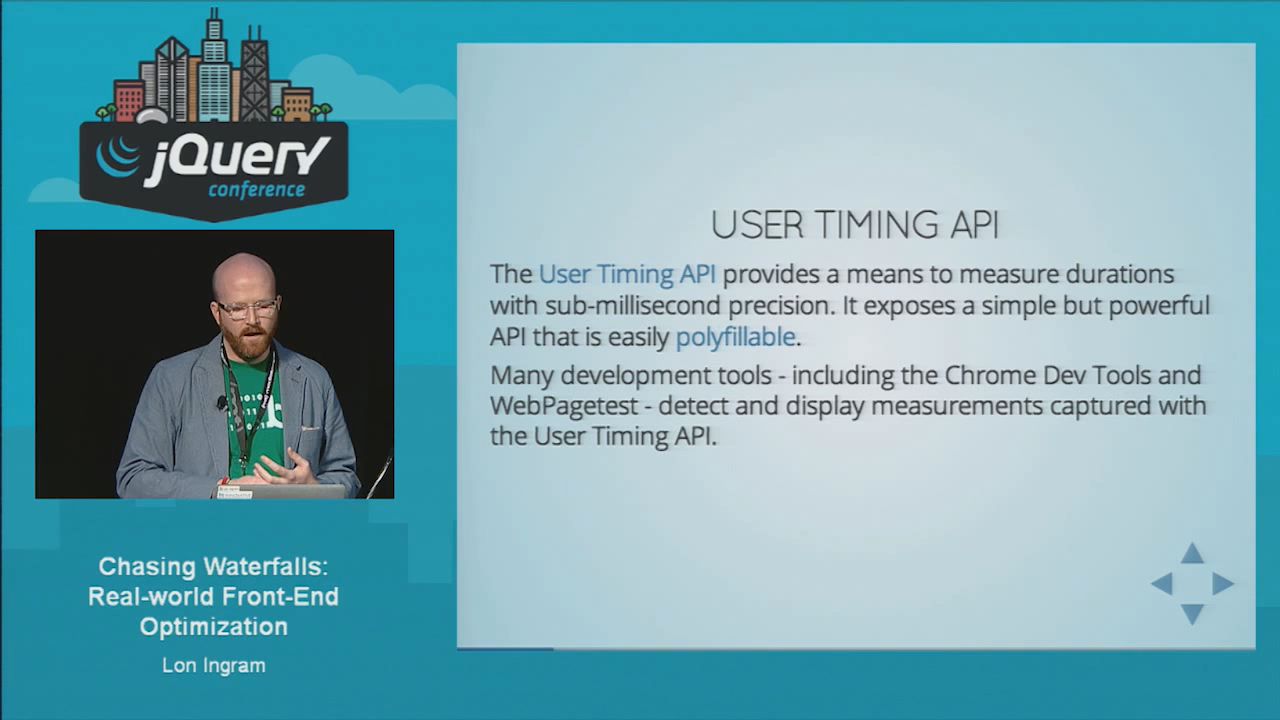 jQuery
conference
USER TIMING API
The User Timing API provides a means to measure durations
with sub-millisecond precision. It exposes a simple but powerful
API that is easily polyfillable.
Many development tools - including the Chrome Dev Tools and
WebPagetest - detect and display measurements captured with
the User Timing API.
Chasing Waterfalls:
Real-world Front-End
Optimization
Lon Ingram